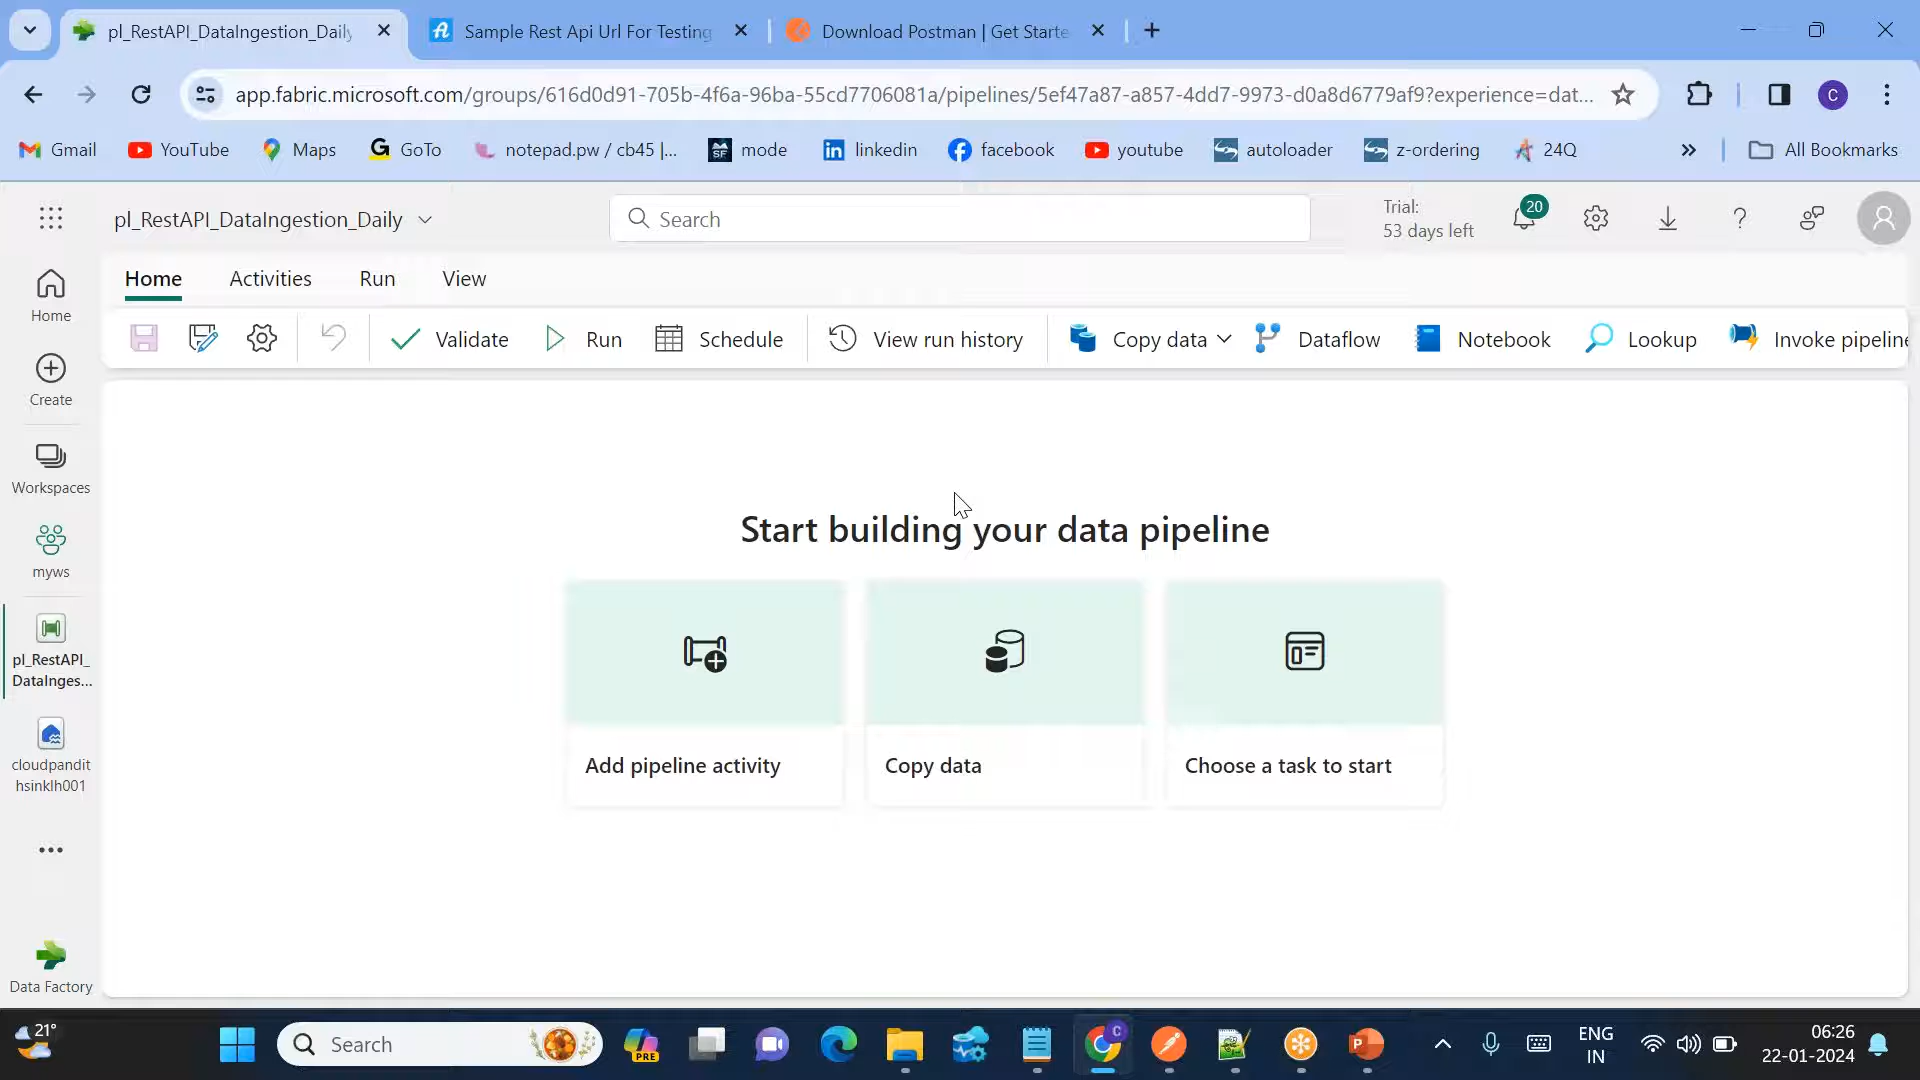 pl_RestAPI_DataIngestion_Daily
Sample Rest Api Url For Testing
Download Postman | Get Starte
app.fabric.microsoft.com/groups/616d0d91-705b-4f6a-96ba-55cd7706081a/pipelines/5ef47a87-a857-4dd7-9973-d0a8d6779af9?experience=dat...
C
Gmail
YouTube
Maps
GoTo
notepad.pw / cb45 |...
mode
linkedin
facebook
youtube
autoloader
z-ordering
24Q
All Bookmarks
pl_RestAPI_DataIngestion_Daily
Search
Trial:
53 days left
20
Home
Activities
Run
View
Validate
Run
Schedule
View run history
Copy data
Dataflow
Notebook
Lookup
Invoke pipeline
Home
Create
Workspaces
myws
pl_RestAPI_
DataInges...
cloudpandit
hsinklh001
Data Factory
Start building your data pipeline
Add pipeline activity
Copy data
Choose a task to start
21°
Search
PRE
C
P
ENG
IN
06:26
22-01-2024